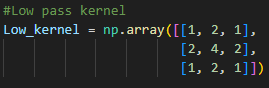 #Low pass kernel
Low_kernel = np.array([[1, 2, 1],
                       [2, 4, 2],
                       [1, 2, 1]])